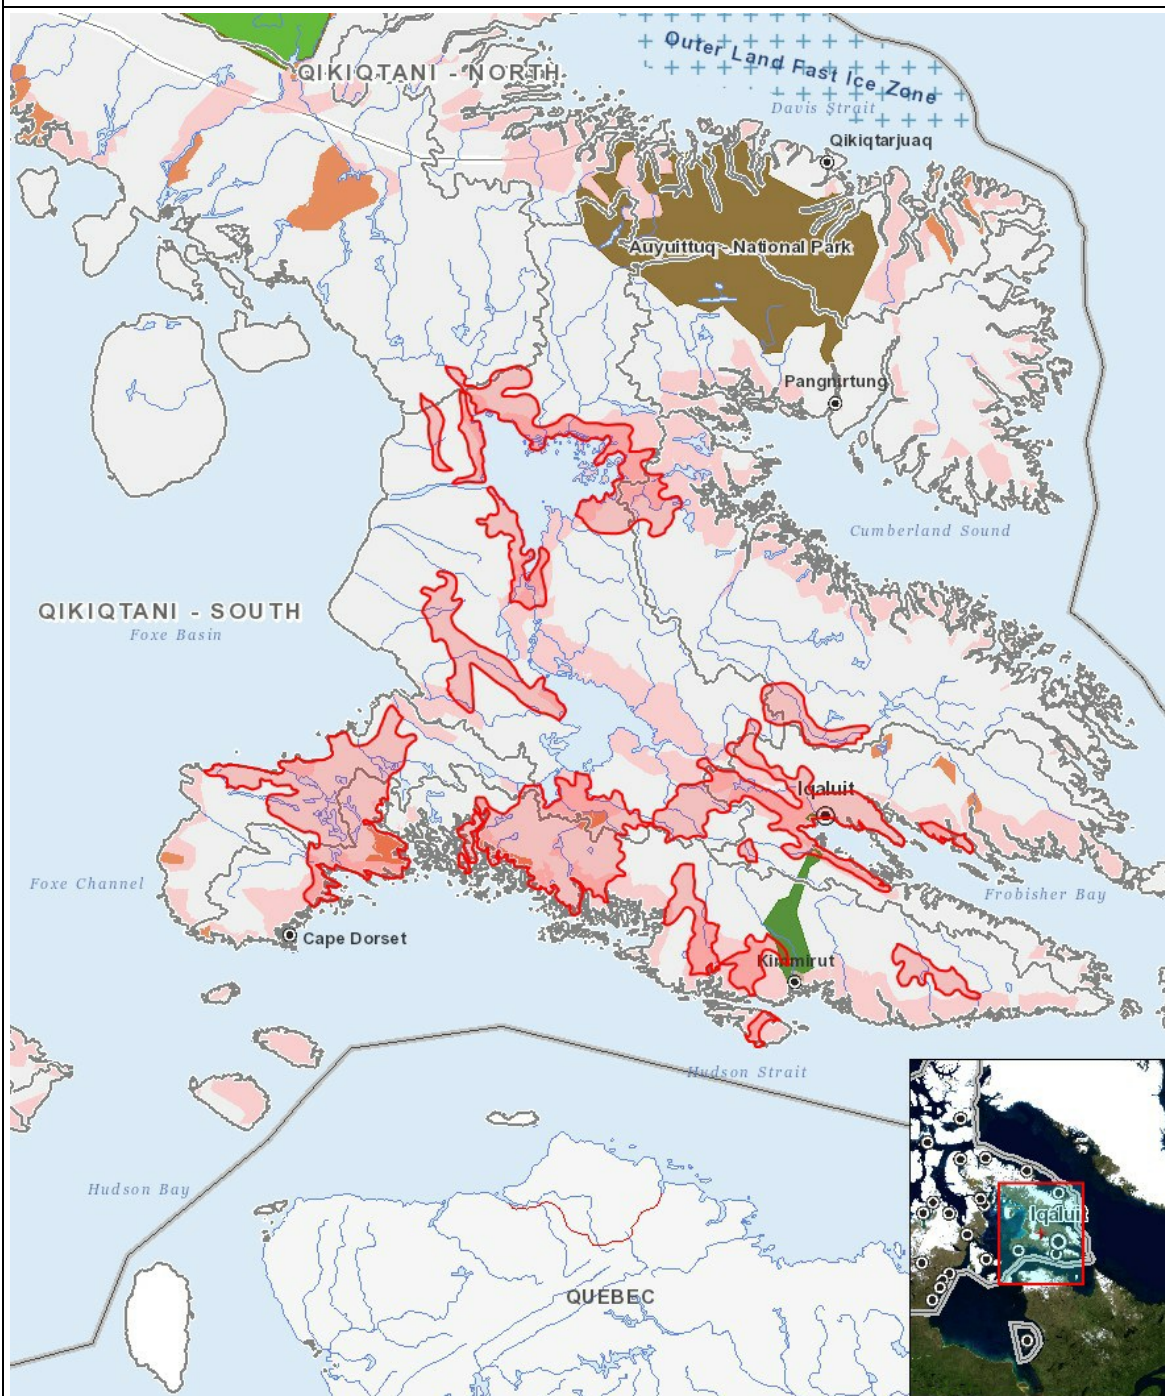 Outer Land Fast Ice Zone
QIKIQTANI - NORTH
Davis Strait
Qikiqtarjuaq
Auyuittuq - National Park
Pangnirtung
Cumberland Sound
QIKIQTANI - SOUTH
Foxe Basin
Iqaluit
Foxe Channel
Frobisher Bay
Cape Dorset
Kimmirut
Hudson Strait
Hudson Bay
Iqaluit
QUÉBEC